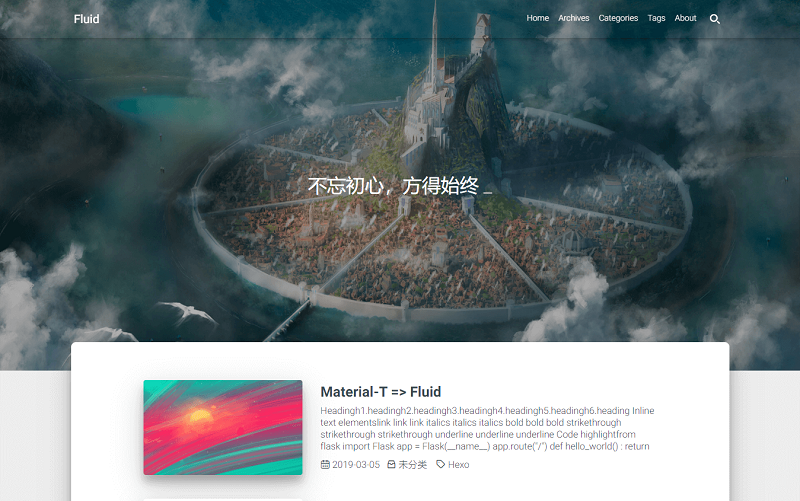 Fluid
Home Archives Categories Tags About
不忘初心，方得始终 _
Material-T => Fluid
Headingh1.headingh2.headingh3.headingh4.headingh5.headingh6.heading Inline
text elementslink link link italics italics italics bold bold bold strikethrough
strikethrough strikethrough underline underline underline Code highlightfrom
flask import Flask app = Flask(__name__) app.route("/") def hello_world() : return
2019-03-05 未分类 Hexo